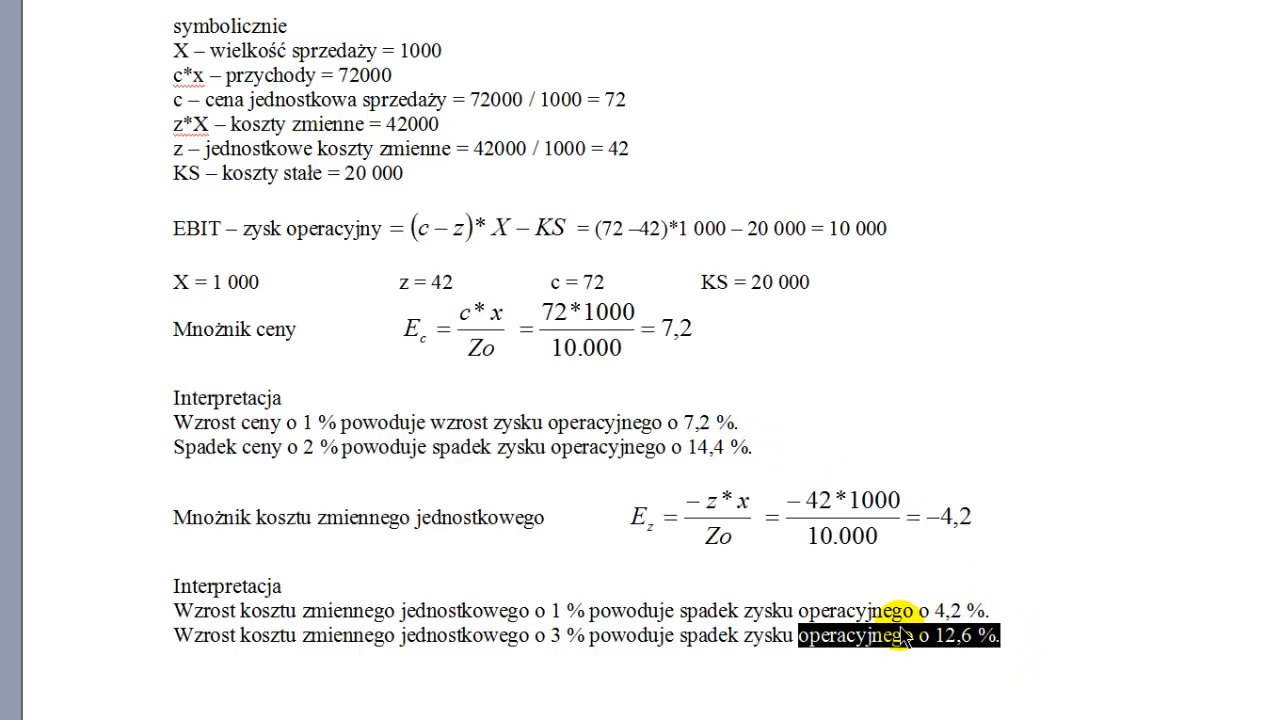 symbolicznie
X – wielkość sprzedaży = 1000
c*x – przychody = 72000
c – cena jednostkowa sprzedaży = 72000 / 1000 = 72
z*X – koszty zmienne = 42000
z – jednostkowe koszty zmienne = 42000 / 1000 = 42
KS – koszty stałe = 20 000
EBIT – zysk operacyjny = (c – z)* X – KS = (72 –42)*1 000 – 20 000 = 10 000
X = 1 000 z = 42 c = 72 KS = 20 000
Mnożnik ceny E_c = c * x / Zo = 72*1000 / 10.000 = 7,2
Interpretacja
Wzrost ceny o 1 % powoduje wzrost zysku operacyjnego o 7,2 %.
Spadek ceny o 2 % powoduje spadek zysku operacyjnego o 14,4 %.
Mnożnik kosztu zmiennego jednostkowego E_z = – z * x / Zo = – 42*1000 / 10.000 = –4,2
Interpretacja
Wzrost kosztu zmiennego jednostkowego o 1 % powoduje spadek zysku operacyjnego o 4,2 %.
Wzrost kosztu zmiennego jednostkowego o 3 % powoduje spadek zysku operacyjnego o 12,6 %.